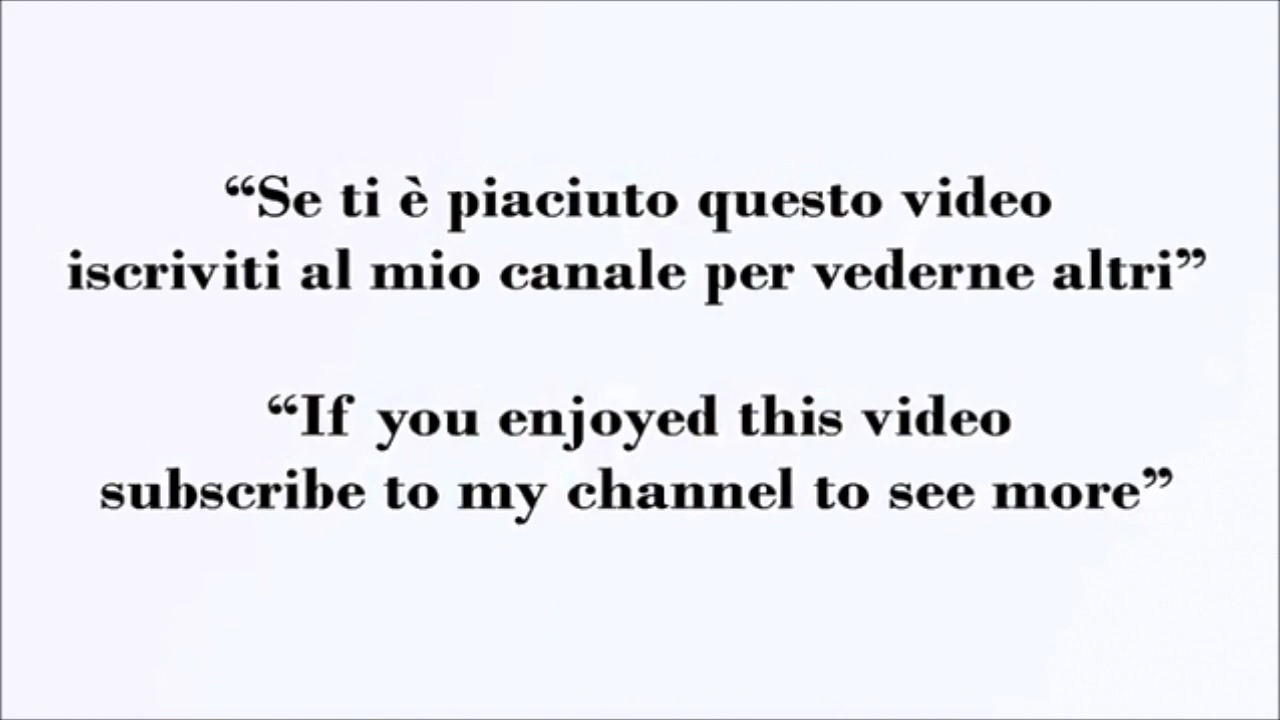 “Se ti è piaciuto questo video
iscriviti al mio canale per vederne altri”
“If you enjoyed this video
subscribe to my channel to see more”